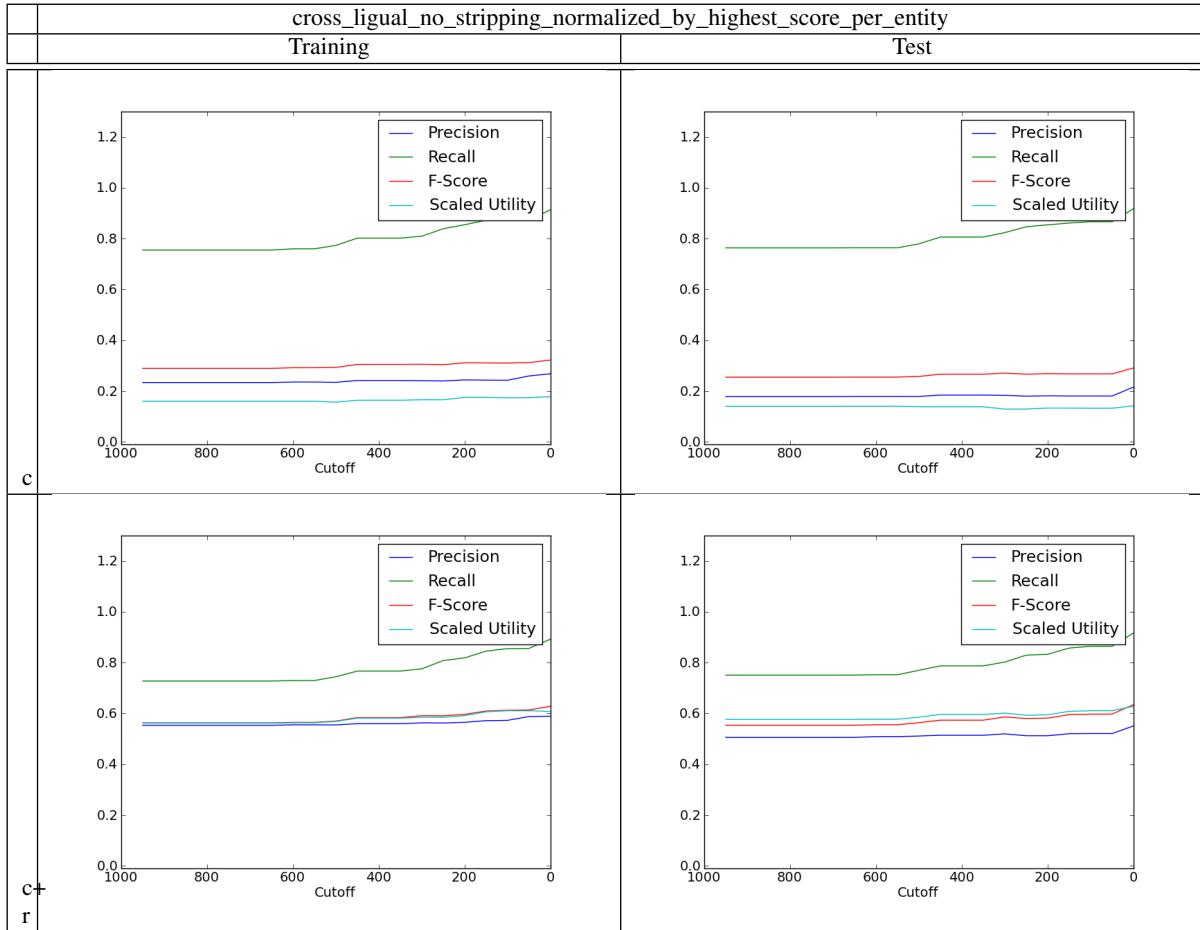 cross_ligual_no_stripping_normalized_by_highest_score_per_entity
Training Test
c
1.2
1.0
0.8
0.6
0.4
0.2
0.0
1000 800 600 400 200 0
Cutoff
Precision
Recall
F-Score
Scaled Utility
1.2
1.0
0.8
0.6
0.4
0.2
0.0
1000 800 600 400 200 0
Cutoff
Precision
Recall
F-Score
Scaled Utility
c+
r
1.2
1.0
0.8
0.6
0.4
0.2
0.0
1000 800 600 400 200 0
Cutoff
Precision
Recall
F-Score
Scaled Utility
1.2
1.0
0.8
0.6
0.4
0.2
0.0
1000 800 600 400 200 0
Cutoff
Precision
Recall
F-Score
Scaled Utility